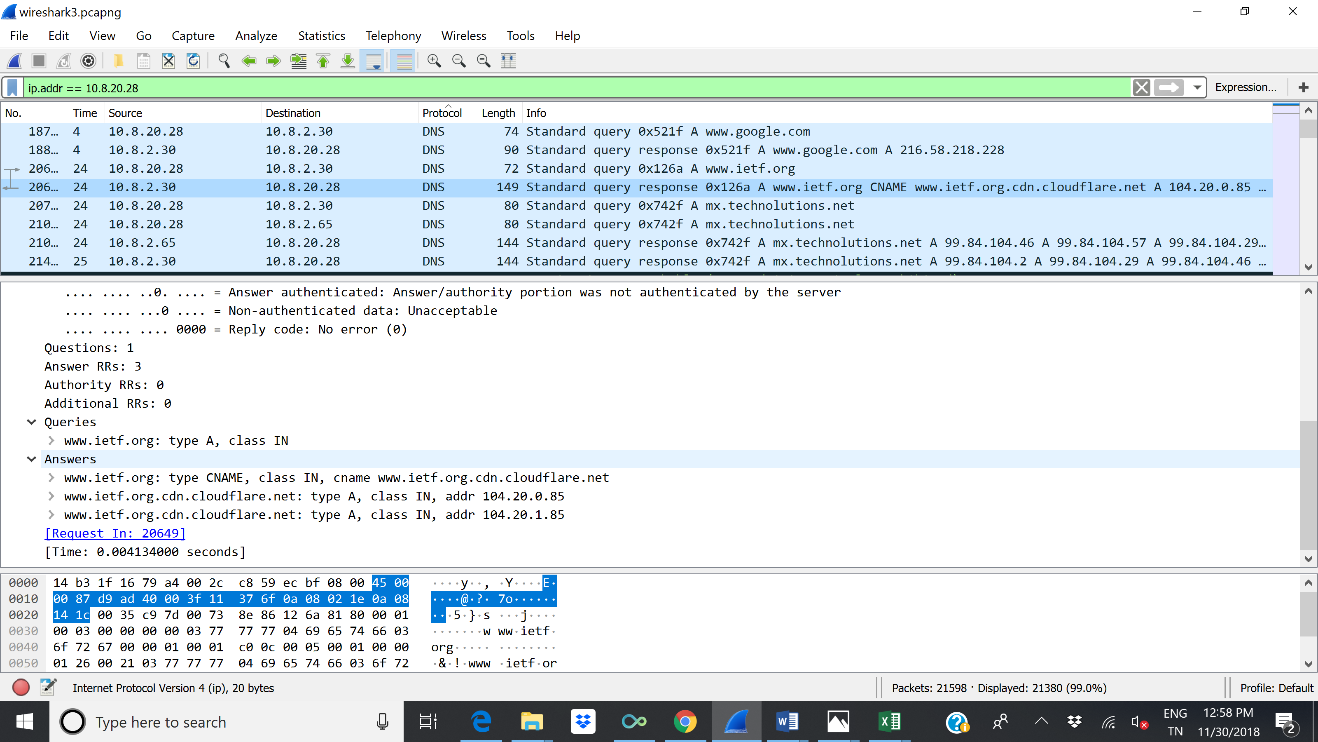 wireshark3.pcapng
File Edit View Go Capture Analyze Statistics Telephony Wireless Tools Help
ip.addr == 10.8.20.28 Expression... +
No. Time Source Destination Protocol Length Info
187… 4 10.8.20.28 10.8.2.30 DNS 74 Standard query 0x521f A www.google.com
188… 4 10.8.2.30 10.8.20.28 DNS 90 Standard query response 0x521f A www.google.com A 216.58.218.228
206… 24 10.8.20.28 10.8.2.30 DNS 72 Standard query 0x126a A www.ietf.org
206… 24 10.8.2.30 10.8.20.28 DNS 149 Standard query response 0x126a A www.ietf.org CNAME www.ietf.org.cdn.cloudflare.net A 104.20.0.85 …
207… 24 10.8.20.28 10.8.2.30 DNS 80 Standard query 0x742f A mx.technolutions.net
210… 24 10.8.20.28 10.8.2.65 DNS 80 Standard query 0x742f A mx.technolutions.net
210… 24 10.8.2.65 10.8.20.28 DNS 144 Standard query response 0x742f A mx.technolutions.net A 99.84.104.46 A 99.84.104.57 A 99.84.104.29…
214… 25 10.8.2.30 10.8.20.28 DNS 144 Standard query response 0x742f A mx.technolutions.net A 99.84.104.2 A 99.84.104.29 A 99.84.104.46 …
.... .... ..0. .... = Answer authenticated: Answer/authority portion was not authenticated by the server
.... .... ...0 .... = Non-authenticated data: Unacceptable
.... .... .... 0000 = Reply code: No error (0)
Questions: 1
Answer RRs: 3
Authority RRs: 0
Additional RRs: 0
Queries
www.ietf.org: type A, class IN
Answers
www.ietf.org: type CNAME, class IN, cname www.ietf.org.cdn.cloudflare.net
www.ietf.org.cdn.cloudflare.net: type A, class IN, addr 104.20.0.85
www.ietf.org.cdn.cloudflare.net: type A, class IN, addr 104.20.1.85
[Request In: 20649]
[Time: 0.004134000 seconds]
0000 14 b3 1f 16 79 a4 00 2c c8 59 ec bf 08 00 45 00 ····y··, ·Y····E·
0010 00 87 d9 ad 40 00 3f 11 37 6f 0a 08 02 1e 0a 08 ····@·?· 7o······
0020 14 1c 00 35 c9 7d 00 73 8e 86 12 6a 81 80 00 01 ···5·}·s ···j····
0030 00 03 00 00 00 00 03 77 77 77 04 69 65 74 66 03 ·······w ww·ietf·
0040 6f 72 67 00 00 01 00 01 c0 0c 00 05 00 01 00 00 org····· ········
0050 01 26 00 21 03 77 77 77 04 69 65 74 66 03 6f 72 ·&·!·www ·ietf·or
Internet Protocol Version 4 (ip), 20 bytes Packets: 21598 · Displayed: 21380 (99.0%) Profile: Default
Type here to search
ENG 12:58 PM
TN 11/30/2018
2